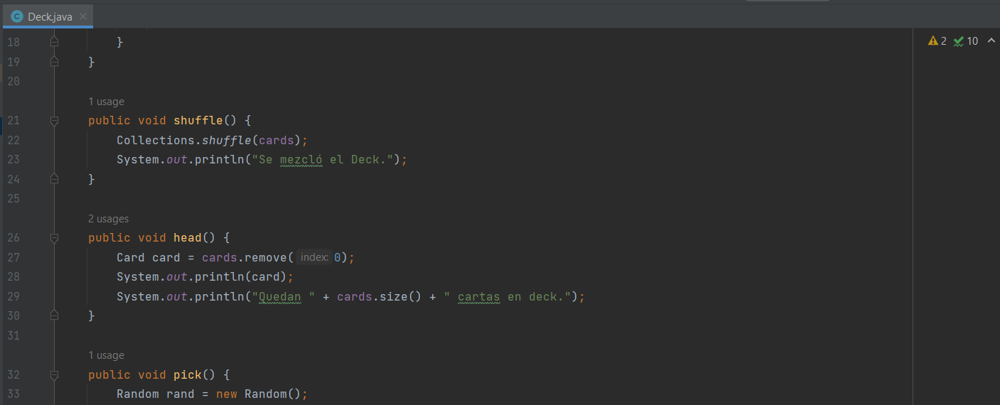 Deck.java
2 10
18 }
19 }
20
1 usage
21 public void shuffle() {
22 Collections.shuffle(cards);
23 System.out.println("Se mezcló el Deck.");
24 }
25
2 usages
26 public void head() {
27 Card card = cards.remove( index: 0);
28 System.out.println(card);
29 System.out.println("Quedan " + cards.size() + " cartas en deck.");
30 }
31
1 usage
32 public void pick() {
33 Random rand = new Random();